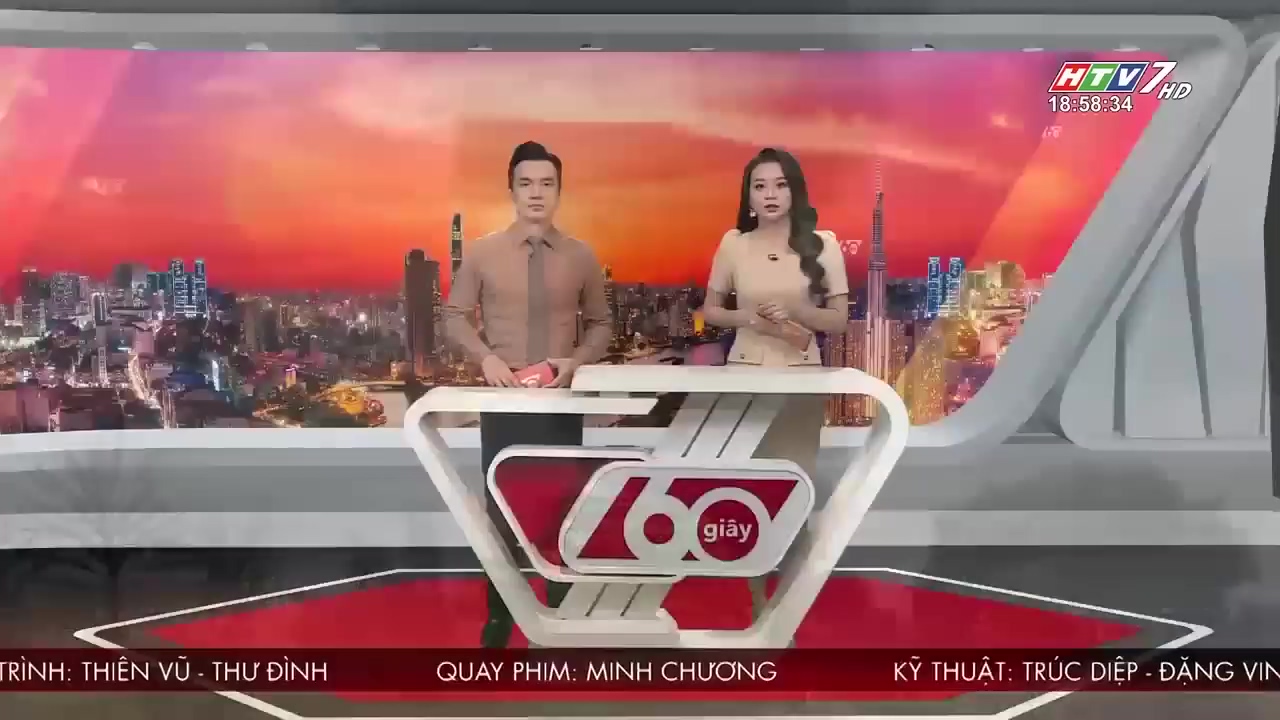 HTV7 HD
18:58:34
60 giây
TRÌNH: THIÊN VŨ - THƯ ĐÌNH QUAY PHIM: MINH CHƯƠNG KỸ THUẬT: TRÚC DIỆP - ĐẶNG VIN